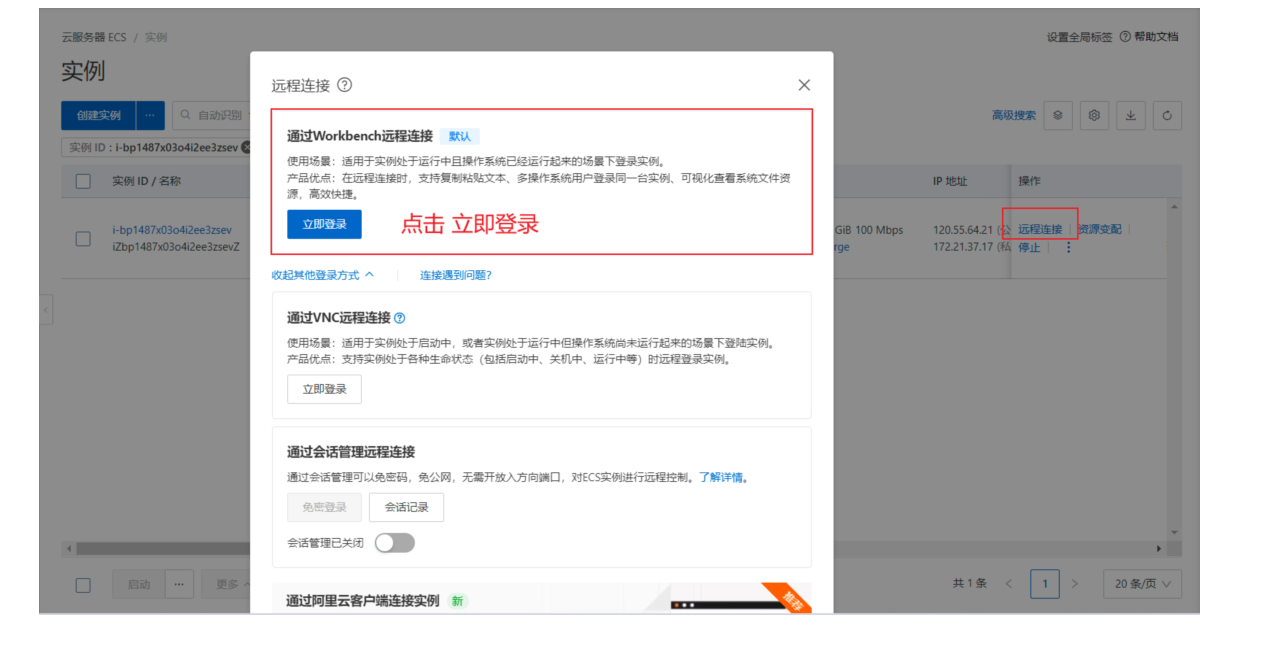 云服务器 ECS / 实例
设置全局标签 帮助文档
实例
创建实例 ··· 自动识别
高级搜索
实例 ID : i-bp1487x03o4i2ee3zsev
实例 ID / 名称
IP 地址 操作
i-bp1487x03o4i2ee3zsev
iZbp1487x03o4i2ee3zsevZ
GiB 100 Mbps
rge
120.55.64.21 (公
172.21.37.17 (私
远程连接 资源变配
停止
远程连接
通过Workbench远程连接 默认
使用场景：适用于实例处于运行中且操作系统已经运行起来的场景下登录实例。
产品优点：在远程连接时，支持复制粘贴文本、多操作系统用户登录同一台实例、可视化查看系统文件资
源，高效快捷。
立即登录 点击 立即登录
收起其他登录方式 连接遇到问题?
通过VNC远程连接
使用场景：适用于实例处于启动中，或者实例处于运行中但操作系统尚未运行起来的场景下登陆实例。
产品优点：支持实例处于各种生命状态（包括启动中、关机中、运行中等）时远程登录实例。
立即登录
通过会话管理远程连接
通过会话管理可以免密码，免公网，无需开放入方向端口，对ECS实例进行远程控制。了解详情。
免密登录 会话记录
会话管理已关闭
通过阿里云客户端连接实例 新
推荐
启动 ··· 更多
共 1 条 < 1 > 20 条/页